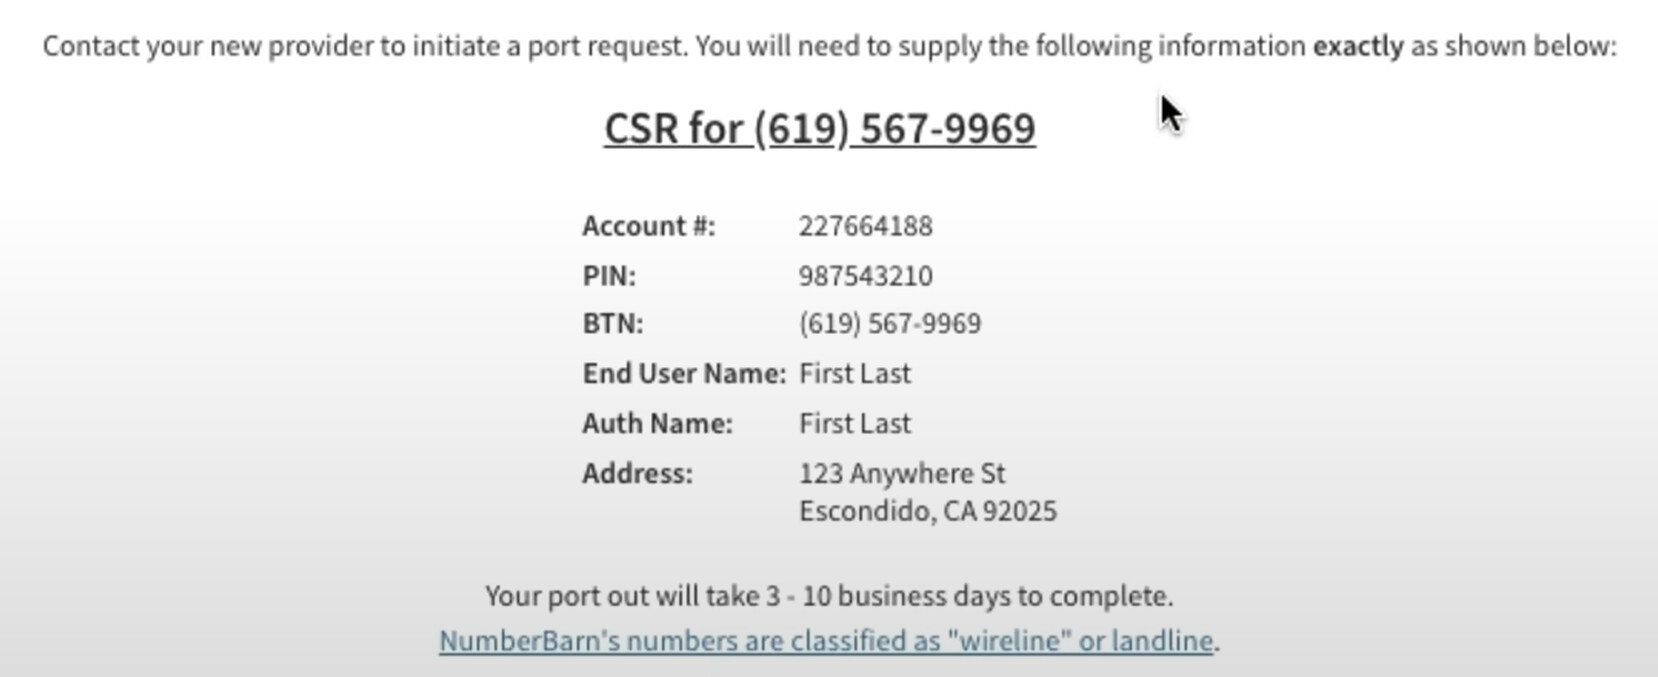 Contact your new provider to initiate a port request. You will need to supply the following information exactly as shown below:
CSR for (619) 567-9969
Account #: 227664188
PIN: 987543210
BTN: (619) 567-9969
End User Name: First Last
Auth Name: First Last
Address: 123 Anywhere St
Escondido, CA 92025
Your port out will take 3 - 10 business days to complete.
NumberBarn's numbers are classified as "wireline" or landline.